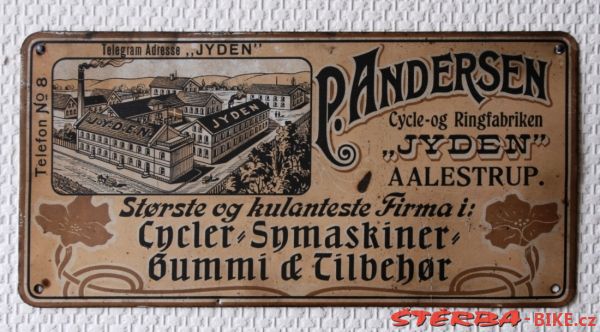 Telegram Adresse „JYDEN"
Telefon No 8
JYDEN
JYDEN
P. ANDERSEN
Cycle-og Ringfabriken
„JYDEN"
AALESTRUP.
Største og kulanteste Firma i:
Cycler-Symaskiner-
Gummi & Tilbehør
STERBA-BIKE.cz